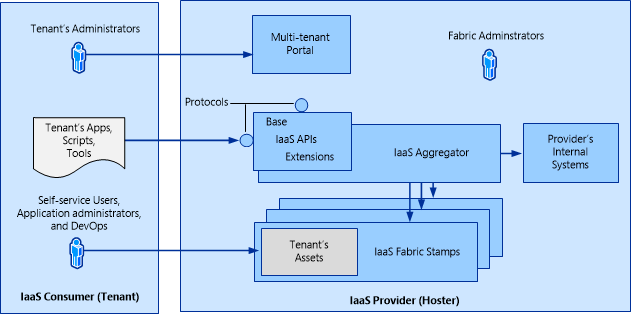 Tenant's Administrators
Multi-tenant
Portal
Fabric Adminstrators
Protocols
Base
IaaS APIs
Extensions
IaaS Aggregator
Provider's
Internal
Systems
Tenant's Apps,
Scripts,
Tools
Self-service Users,
Application administrators,
and DevOps
Tenant's
Assets
IaaS Fabric Stamps
IaaS Consumer (Tenant)
IaaS Provider (Hoster)